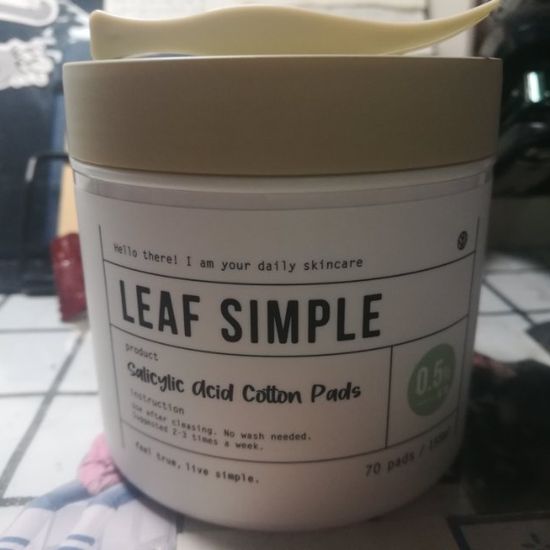 Hello there! I am your daily skincare
LEAF SIMPLE
product
Salicylic Acid Cotton Pads
0.5%
instruction
Use after cleasing. No wash needed.
Suggested 2-3 times a week.
feel true, live simple.
70 pads /